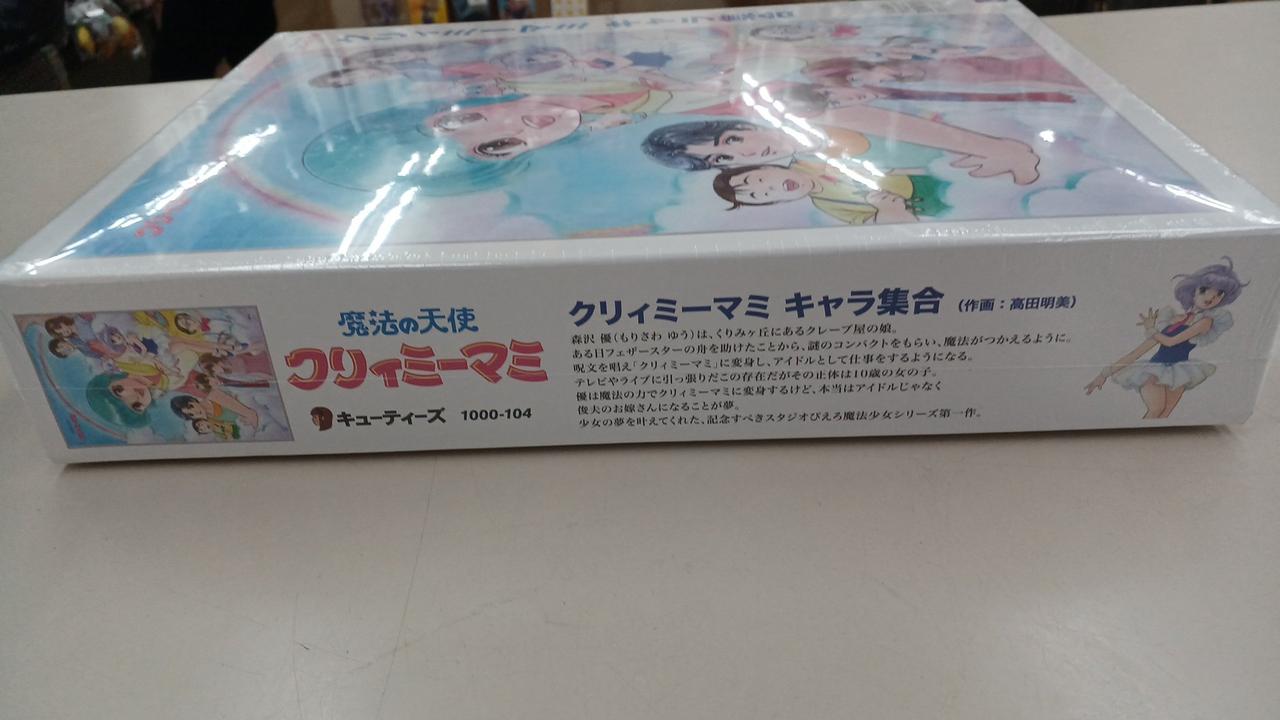 クリィミーマミ
魔法の天使
クリィミーマミ
キューティーズ 1000-104
クリィミーマミ キャラ集合 (作画：高田明美)
森沢 優(もりさわ ゆう)は、くりみヶ丘にあるクレープ屋の娘。
ある日フェザースターの舟を助けたことから、謎のコンパクトをもらい、魔法がつかえるように。
呪文を唱え「クリィミーマミ」に変身し、アイドルとして仕事をするようになる。
テレビやライブに引っ張りだこの存在だがその正体は10歳の女の子。
優は魔法の力でクリィミーマミに変身するけど、本当はアイドルじゃなく
俊夫のお嫁さんになることが夢。
少女の夢を叶えてくれた、記念すべきスタジオぴえろ魔法少女シリーズ第一作。